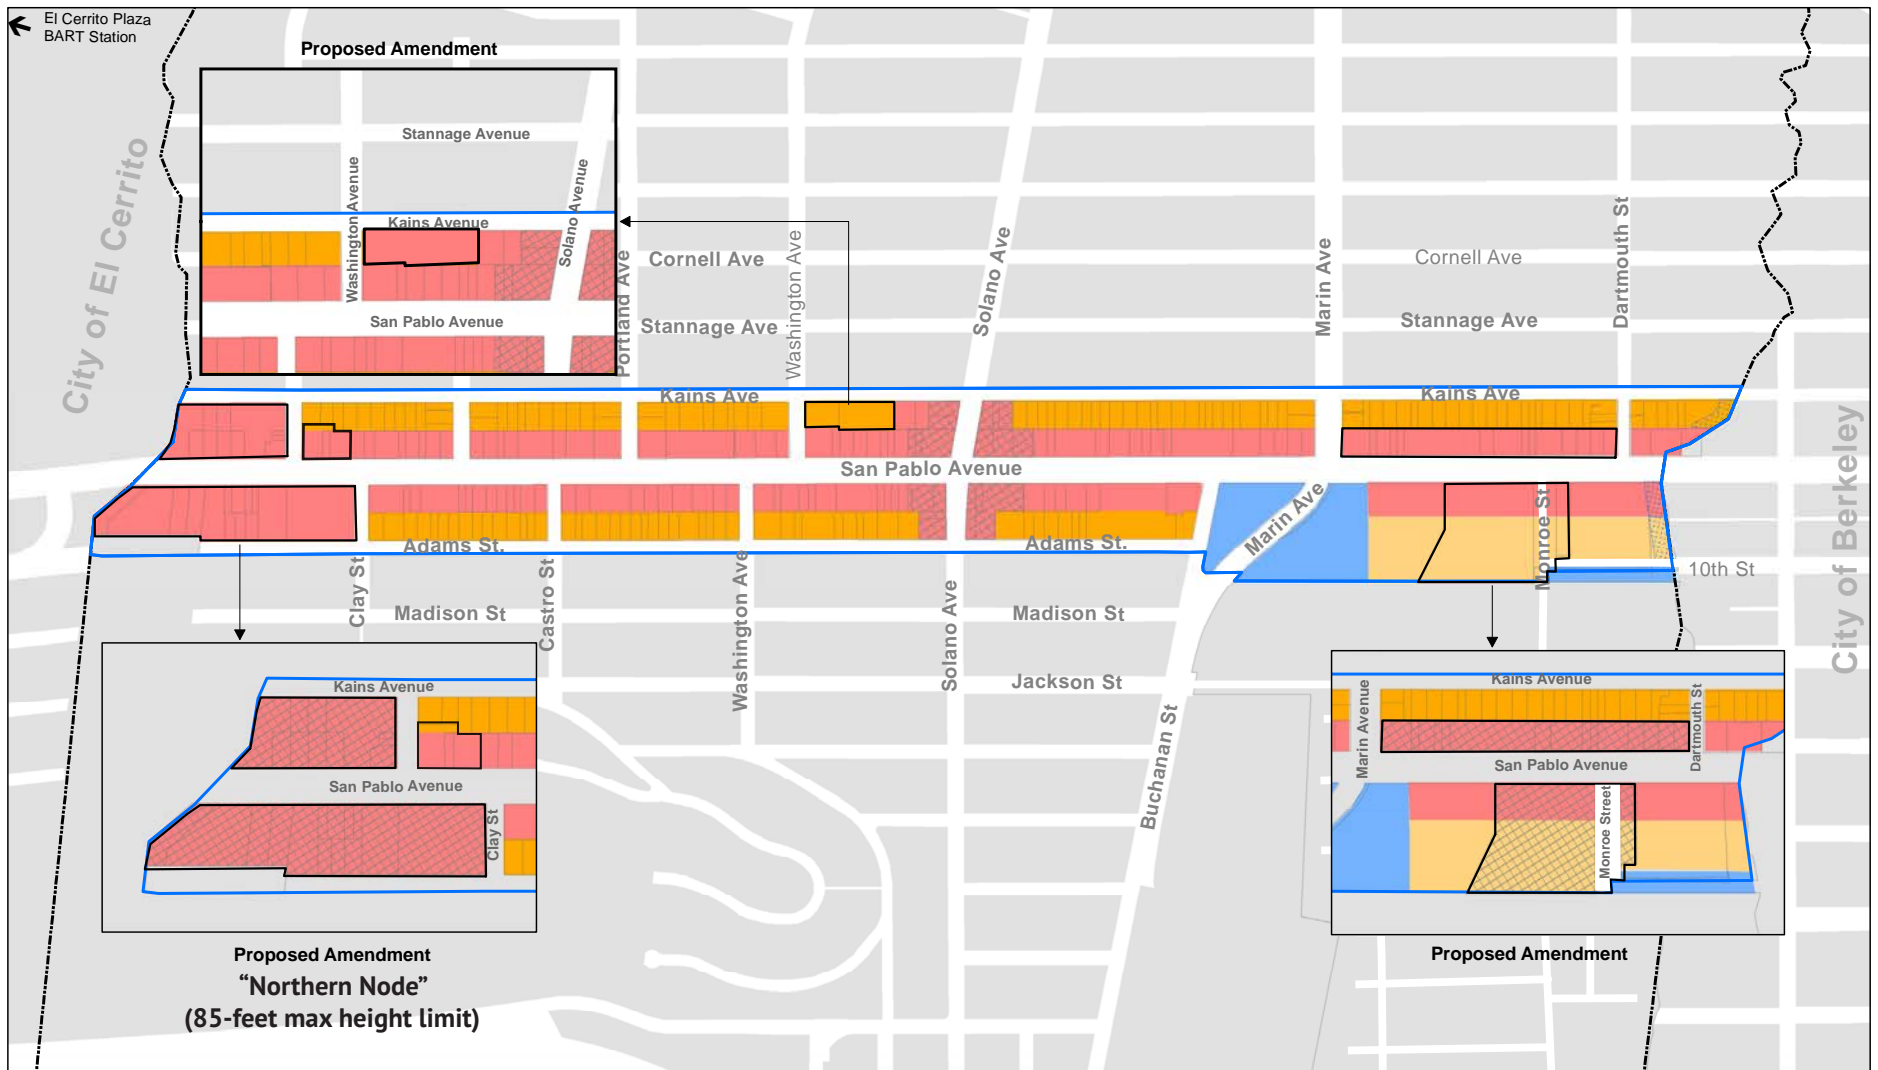 El Cerrito Plaza
BART Station
Proposed Amendment
Stannage Avenue
Washington Avenue
Solano Avenue
Kains Avenue
San Pablo Avenue
City of El Cerrito
Portland Ave
Cornell Ave
Stannage Ave
Washington Ave
Solano Ave
Marin Ave
Cornell Ave
Stannage Ave
Dartmouth St
Kains Ave
Kains Ave
San Pablo Avenue
City of Berkeley
Adams St.
Adams St.
Marin Ave
Monroe St
10th St
Clay St
Madison St
Castro St
Washington Ave
Solano Ave
Madison St
Jackson St
Buchanan St
Kains Avenue
San Pablo Avenue
Clay St
Proposed Amendment
“Northern Node”
(85-feet max height limit)
Kains Avenue
Marin Avenue
Dartmouth St
San Pablo Avenue
Monroe Street
Proposed Amendment